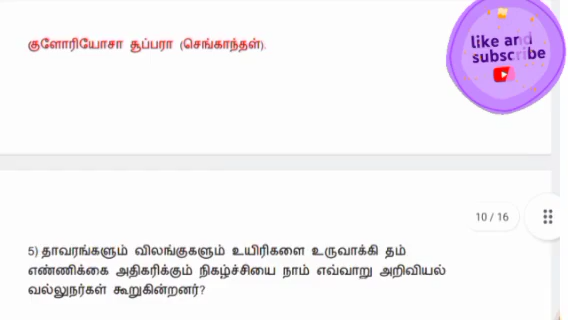 குளோரியோசா சூப்பரா (செங்காந்தள்).
like and
subscribe
10 / 16
5) தாவரங்களும் விலங்குகளும் உயிரிகளை உருவாக்கி தம்
எண்ணிக்கை அதிகரிக்கும் நிகழ்ச்சியை நாம் எவ்வாறு அறிவியல்
வல்லுநர்கள் கூறுகின்றனர்?